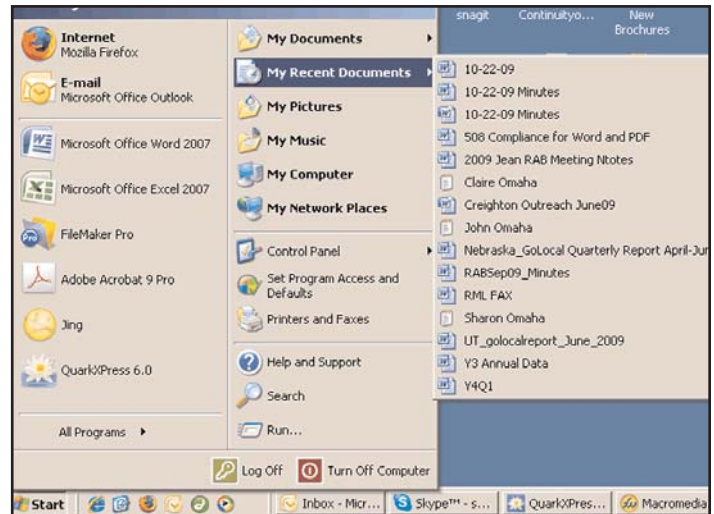 snagit
Continuityo...
New
Brochures
Internet
Mozilla Firefox
E-mail
Microsoft Office Outlook
Microsoft Office Word 2007
Microsoft Office Excel 2007
FileMaker Pro
Adobe Acrobat 9 Pro
Jing
QuarkXPress 6.0
All Programs
My Documents
My Recent Documents
My Pictures
My Music
My Computer
My Network Places
Control Panel
Set Program Access and
Defaults
Printers and Faxes
Help and Support
Search
Run...
10-22-09
10-22-09 Minutes
10-22-09 Minutes
508 Compliance for Word and PDF
2009 Jean RAB Meeting Ntotes
Claire Omaha
Creighton Outreach June09
John Omaha
Nebraska_GoLocal Quarterly Report April-Jun
RABSep09_Minutes
RML FAX
Sharon Omaha
UT_golocalreport_June_2009
Y3 Annual Data
Y4Q1
Log Off
Turn Off Computer
Start
Inbox - Micr...
Skype™ - s...
QuarkXPres...
Macromedia